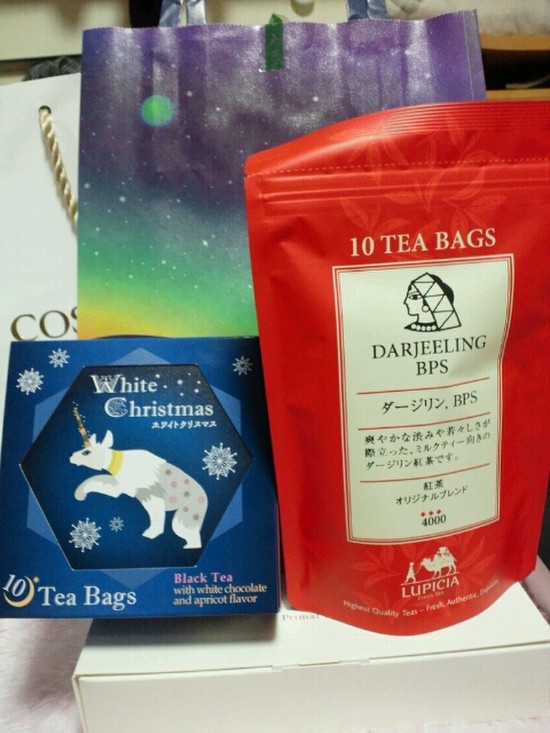 COS
10 TEA BAGS
DARJEELING
BPS
ダージリン, BPS
爽やかな渋みや若々しさが
際立った、ミルクティー向きの
ダージリン紅茶です。
紅茶
オリジナルブレンド
4000
LUPICIA
Fresh Tea
Highest Quality Teas – Fresh, Authentic,
White
Christmas
ホワイトクリスマス
10 Tea Bags
Black Tea
with white chocolate
and apricot flavor